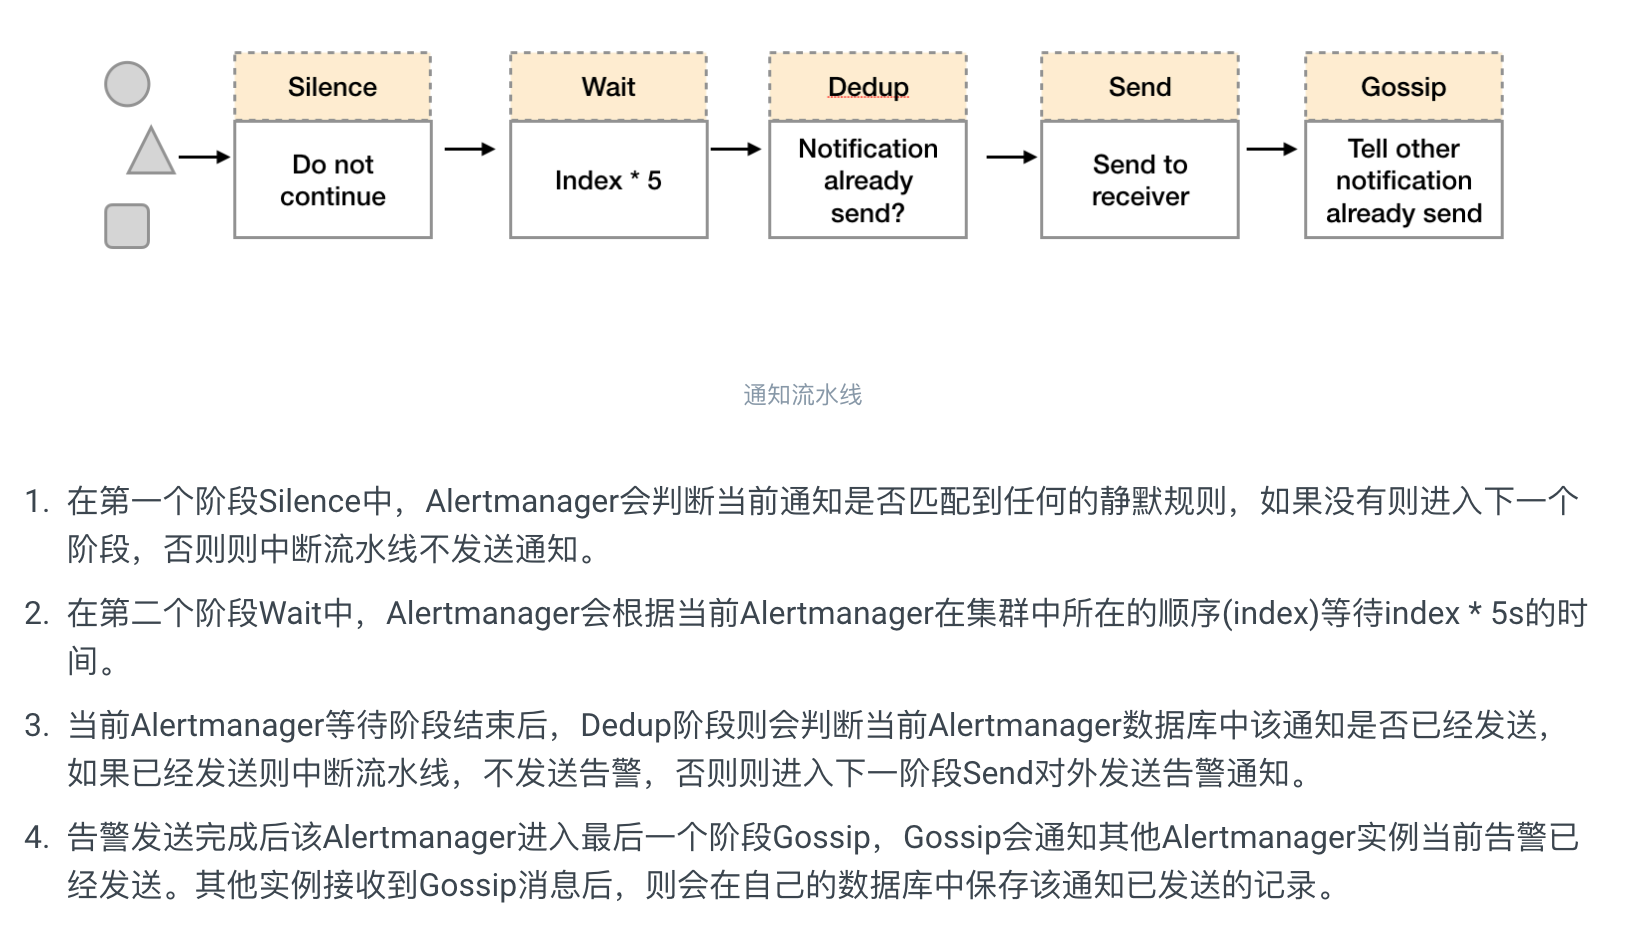 Silence
Wait
Dedup
Send
Gossip
Do not
continue
Index * 5
Notification
already
send?
Send to
receiver
Tell other
notification
already send
通知流水线
1. 在第一个阶段Silence中，Alertmanager会判断当前通知是否匹配到任何的静默规则，如果没有则进入下一个
阶段，否则则中断流水线不发送通知。
2. 在第二个阶段Wait中，Alertmanager会根据当前Alertmanager在集群中所在的顺序(index)等待index * 5s的时
间。
3. 当前Alertmanager等待阶段结束后，Dedup阶段则会判断当前Alertmanager数据库中该通知是否已经发送，
如果已经发送则中断流水线，不发送告警，否则则进入下一阶段Send对外发送告警通知。
4. 告警发送完成后该Alertmanager进入最后一个阶段Gossip，Gossip会通知其他Alertmanager实例当前告警已
经发送。其他实例接收到Gossip消息后，则会在自己的数据库中保存该通知已发送的记录。